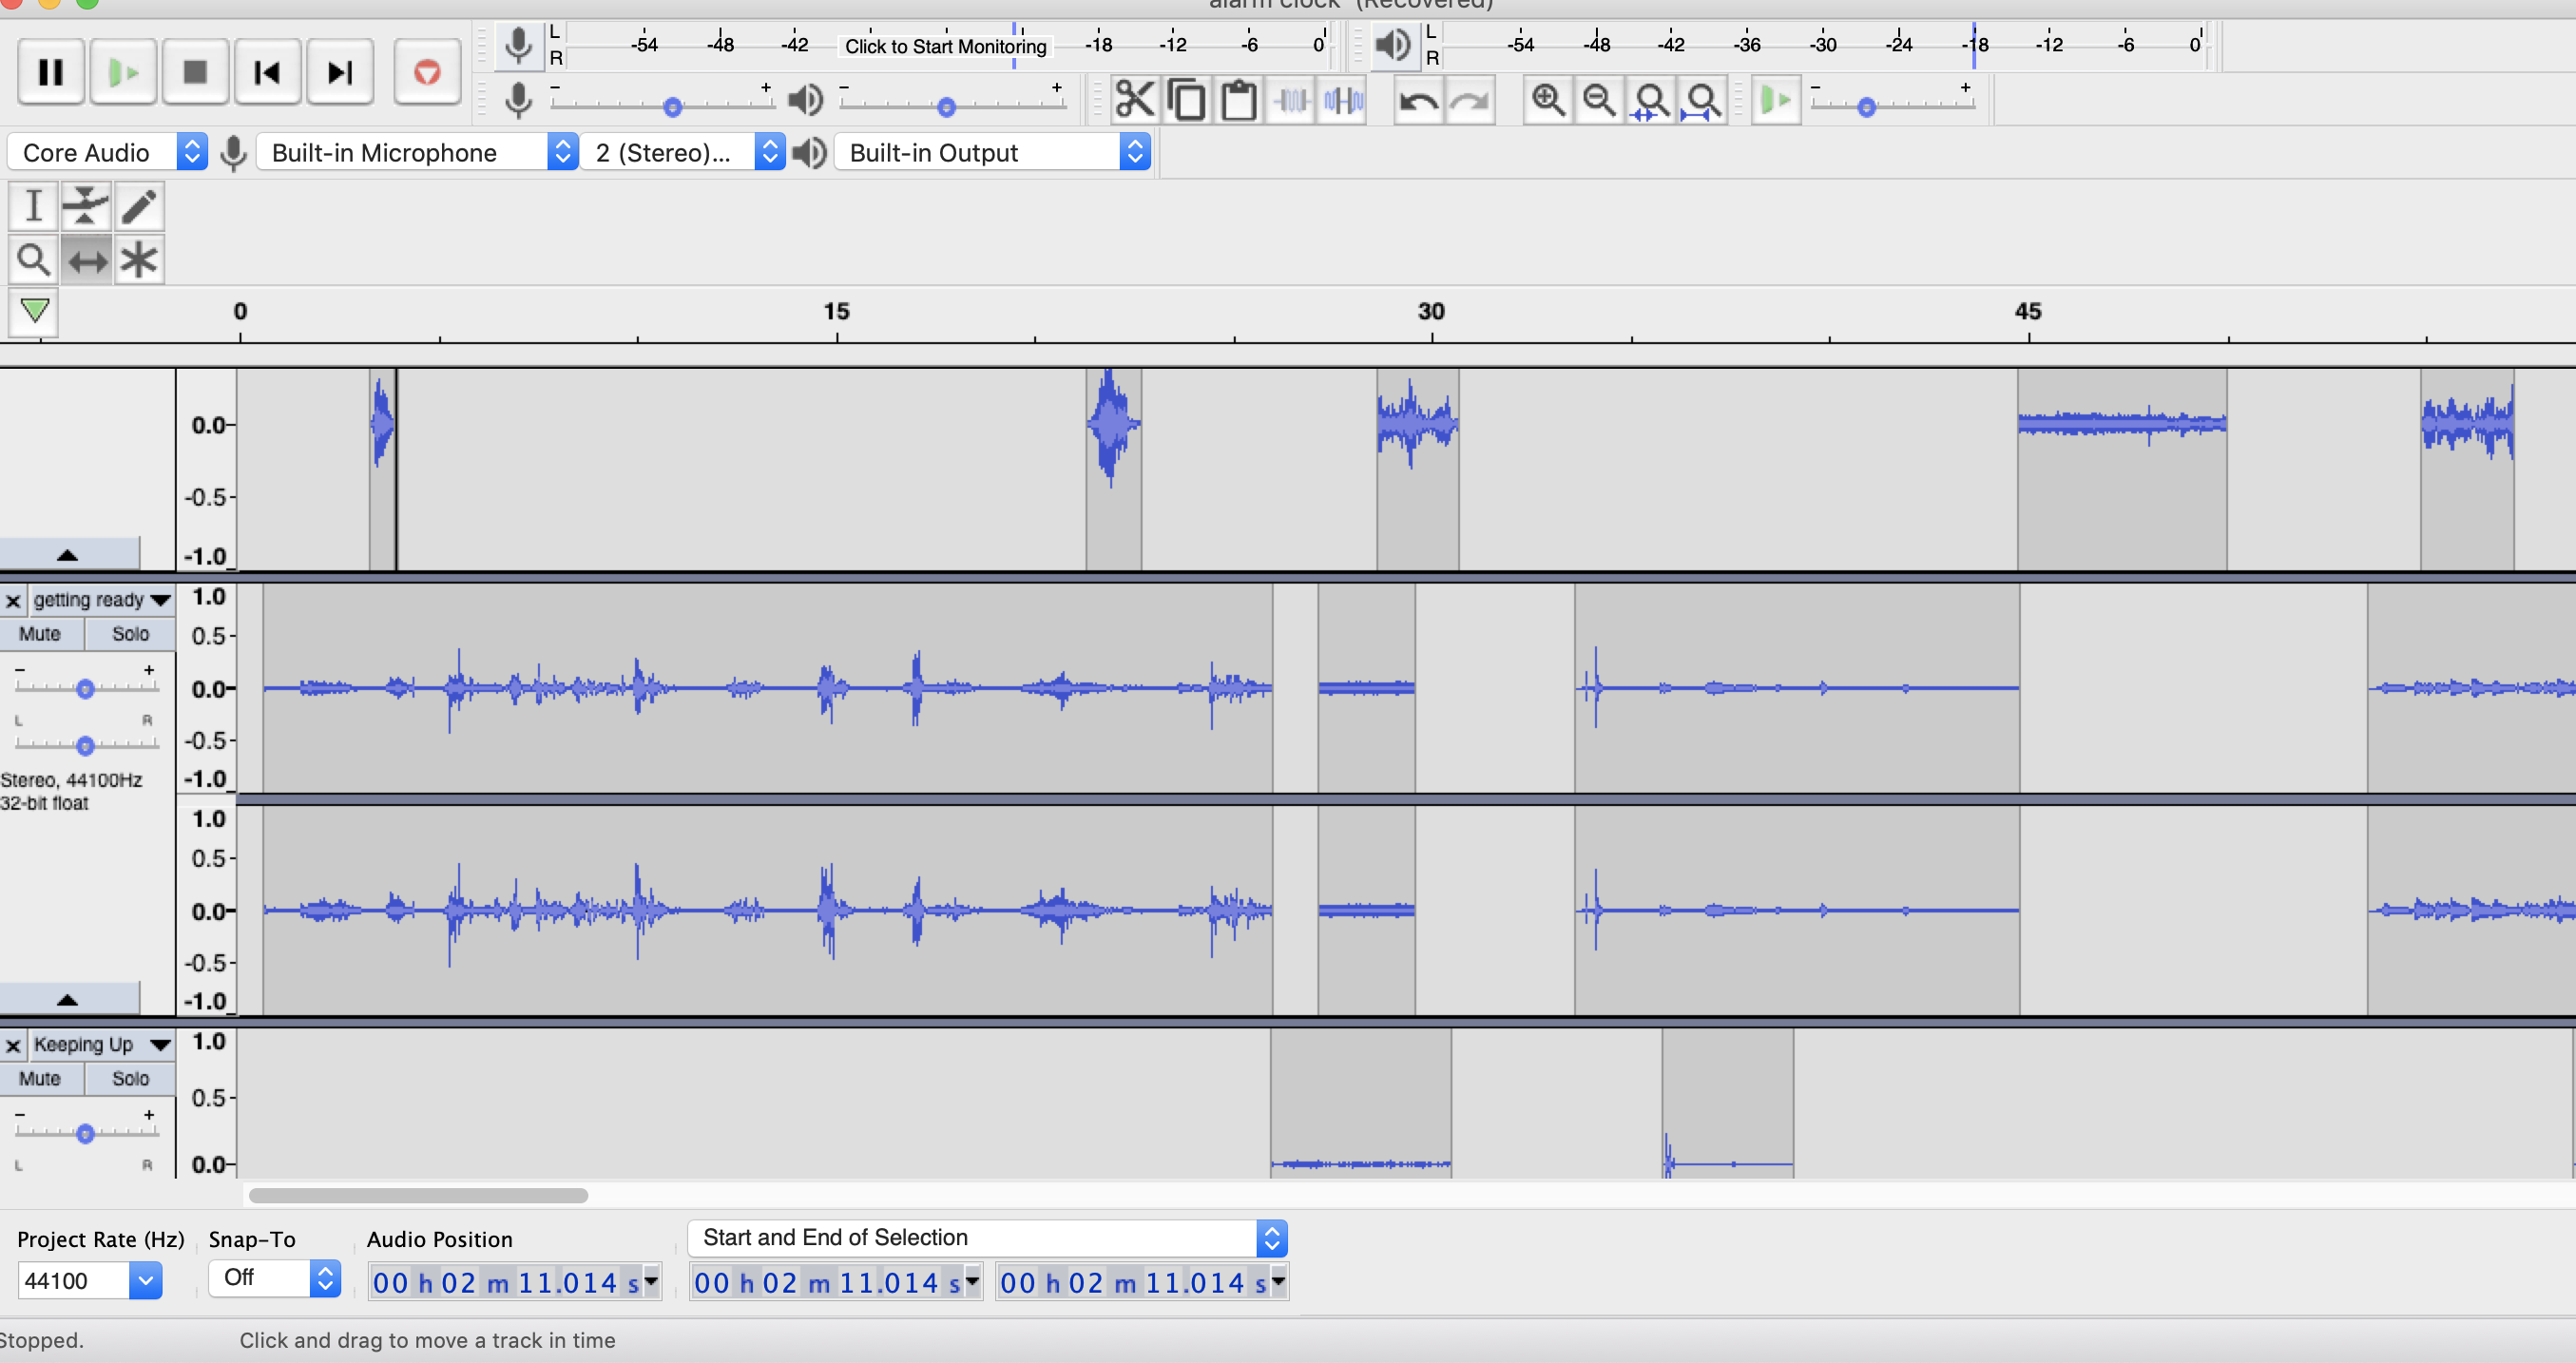 alarm clock (Recovered)
L
R
-54 -48 -42 Click to Start Monitoring -18 -12 -6 0
L
R
-54 -48 -42 -36 -30 -24 -18 -12 -6 0
- +
- +
- +
Core Audio
Built-in Microphone
2 (Stereo)...
Built-in Output
0 15 30 45
0.0
-0.5
-1.0
getting ready
Mute Solo
- +
L R
Stereo, 44100Hz
32-bit float
1.0
0.5
0.0
-0.5
-1.0
1.0
0.5
0.0
-0.5
-1.0
Keeping Up
Mute Solo
- +
L R
1.0
0.5
0.0
Project Rate (Hz) Snap-To Audio Position Start and End of Selection
44100 Off 00 h 02 m 11.014 s 00 h 02 m 11.014 s 00 h 02 m 11.014 s
Stopped. Click and drag to move a track in time